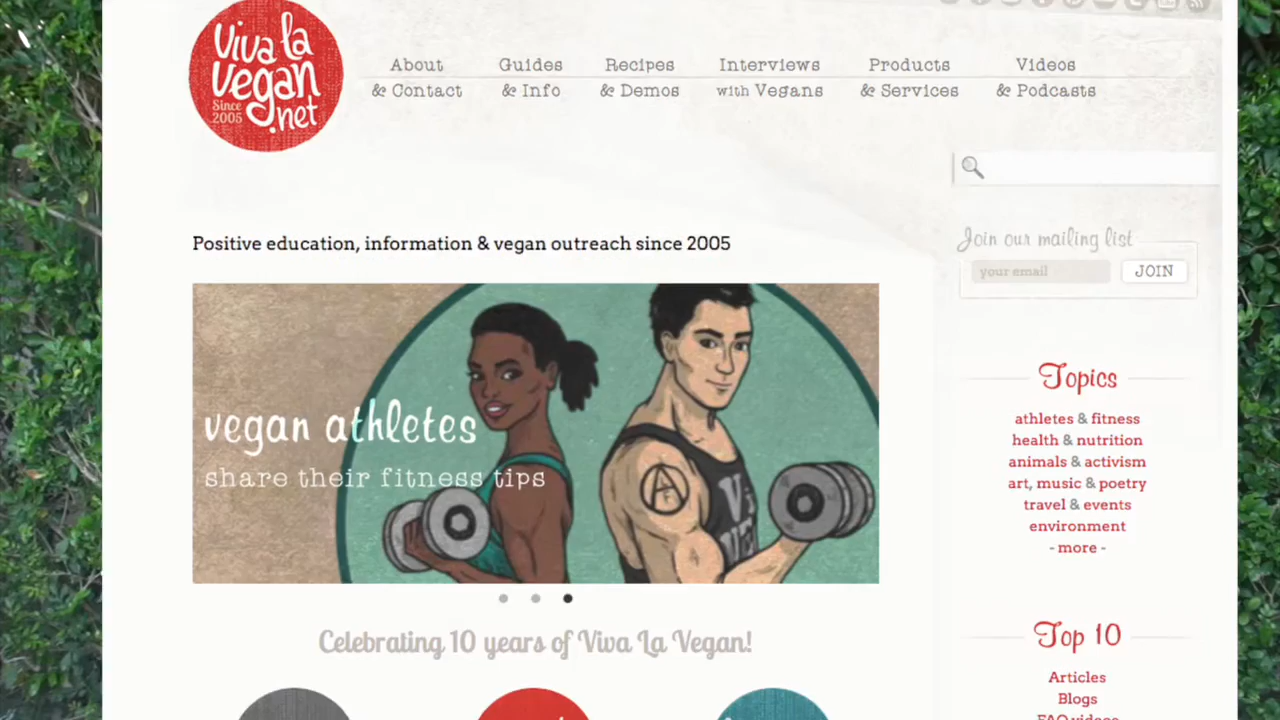 Viva la
vegan
Since
2005
.net
About
& Contact
Guides
& Info
Recipes
& Demos
Interviews
with Vegans
Products
& Services
Videos
& Podcasts
Positive education, information & vegan outreach since 2005
Join our mailing list
your email
JOIN
vegan athletes
share their fitness tips
A
Vi
Celebrating 10 years of Viva La Vegan!
Topics
athletes & fitness
health & nutrition
animals & activism
art, music & poetry
travel & events
environment
- more -
Top 10
Articles
Blogs
FAQ videos